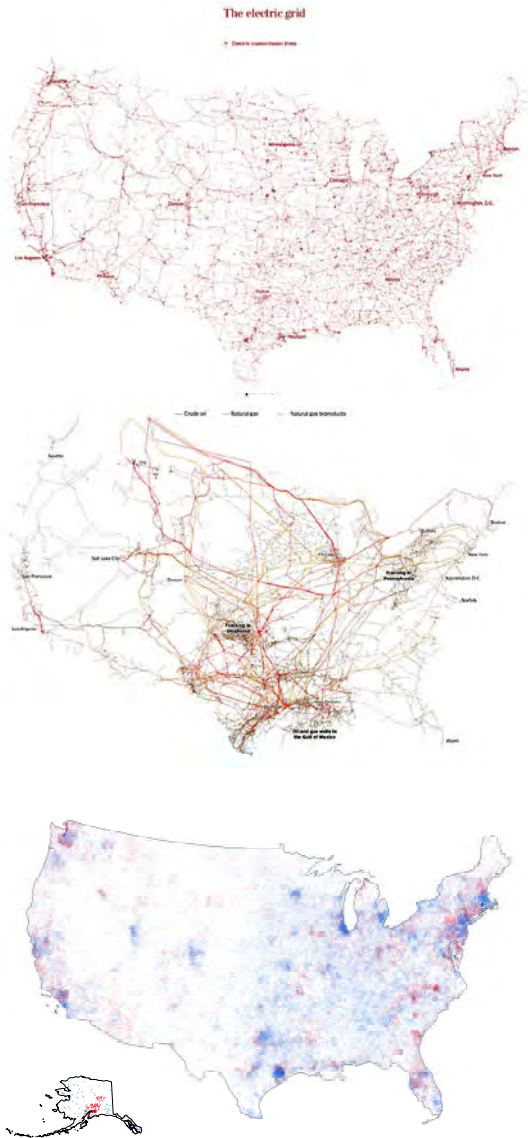 The electric grid
Electric transmission lines
Seattle
Minneapolis
Boston
Chicago
New York
Pittsburgh
San Francisco
Denver
Washington, D.C.
Los Angeles
Phoenix
Atlanta
Dallas
Houston
Miami
Crude oil
Natural gas
Natural gas byproducts
Seattle
Boston
Buffalo
Chicago
New York
Salt Lake City
Fracking in
Pennsylvania
San Francisco
Denver
Washington D.C.
Norfolk
Los Angeles
Fracking in
Oklahoma
Oil and gas wells in
the Gulf of Mexico
Miami